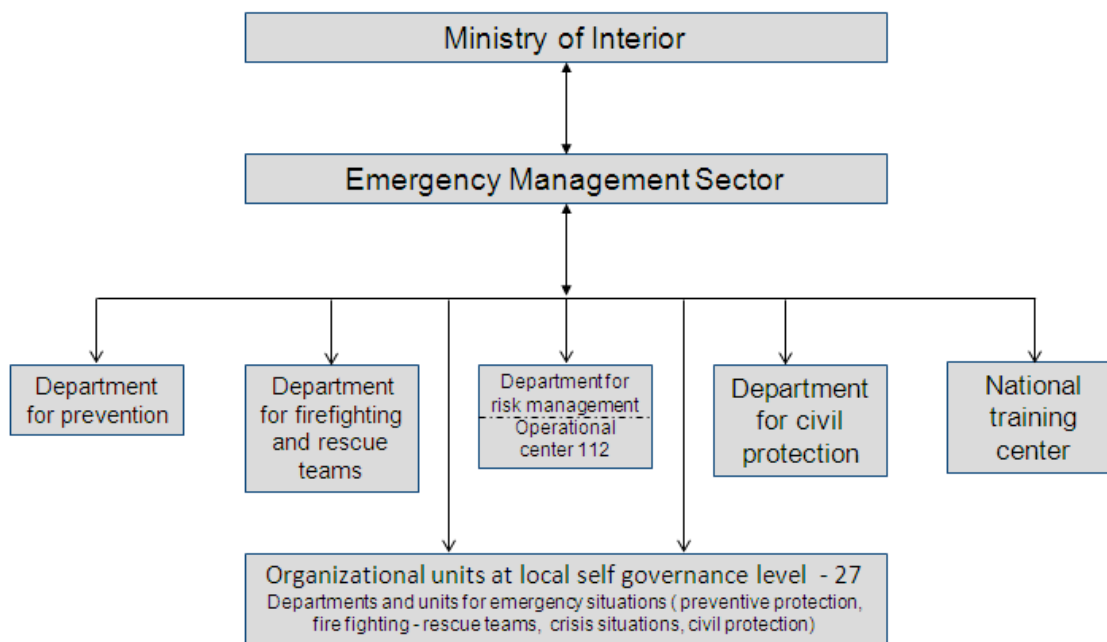 Ministry of Interior
Emergency Management Sector
Department
for prevention
Department
for firefighting
and rescue
teams
Department for
risk management
Operational
center 112
Department
for civil
protection
National
training
center
Organizational units at local self governance level - 27
Departments and units for emergency situations ( preventive protection,
fire fighting - rescue teams, crisis situations, civil protection)